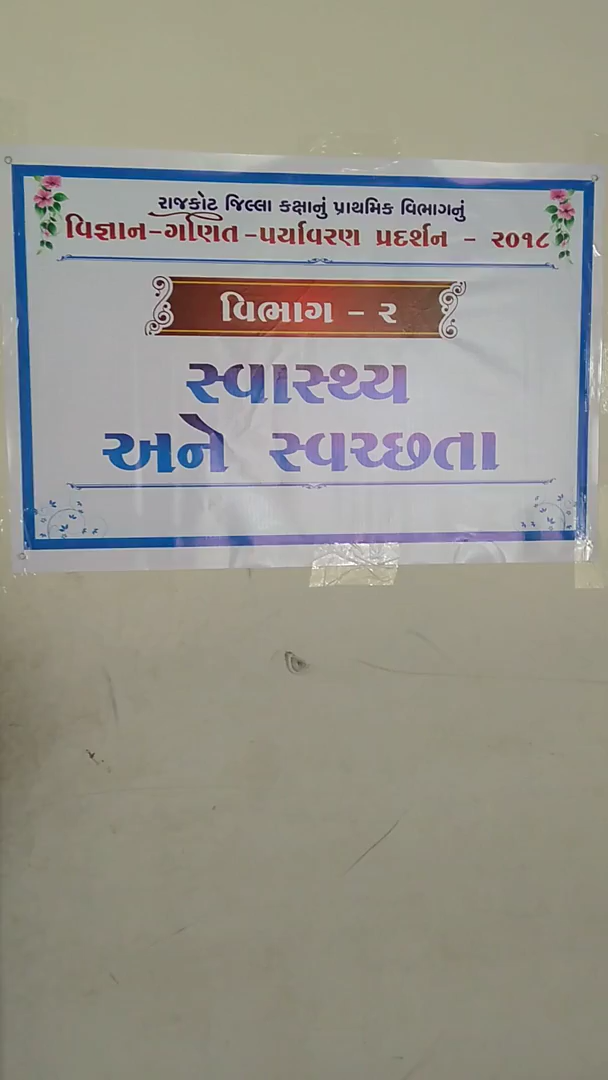 રાજકોટ જિલ્લા કક્ષાનું પ્રાથમિક વિભાગનું
વિજ્ઞાન-ગણિત-પર્યાવરણ પ્રદર્શન - ૨૦૧૮
વિભાગ - ૨
સ્વાસ્થ્ય
અને સ્વચ્છતા